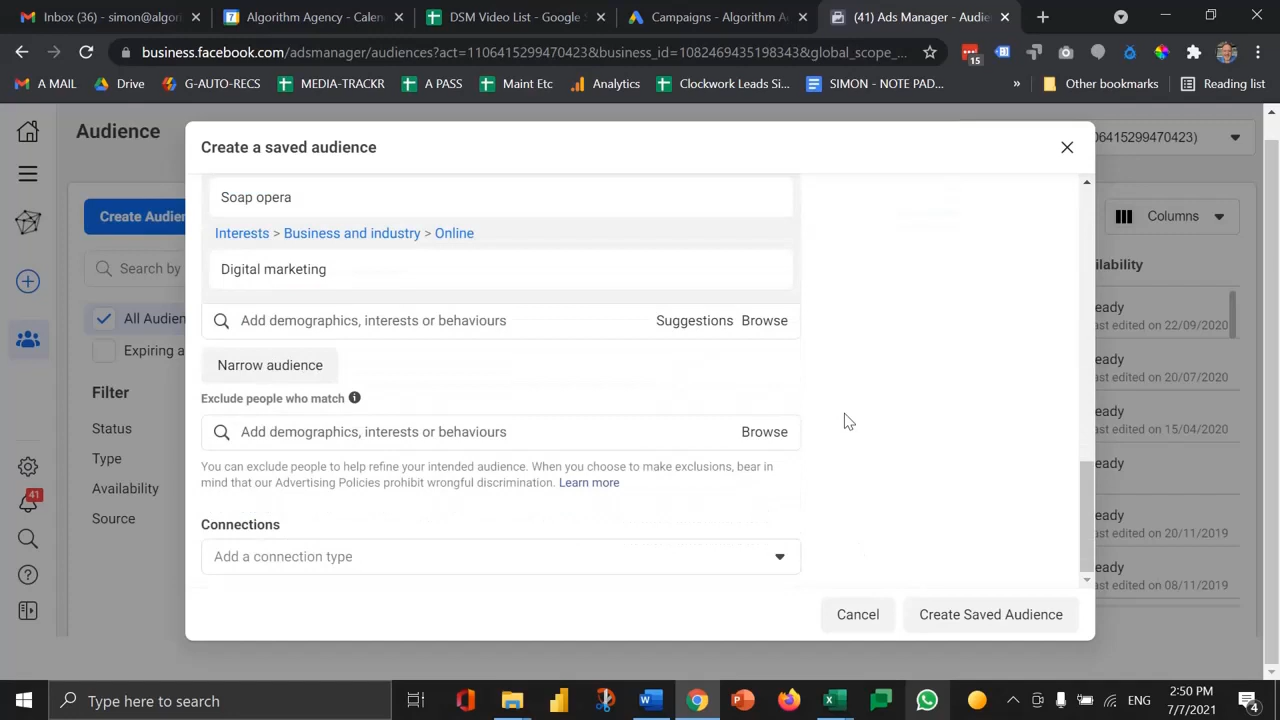 Inbox (36) - simon@algori
Algorithm Agency - Calen
DSM Video List - Google S
Campaigns - Algorithm A
(41) Ads Manager - Audie
business.facebook.com/adsmanager/audiences?act=1106415299470423&business_id=1082469435198343&global_scope_...
15
A MAIL
Drive
G-AUTO-RECS
MEDIA-TRACKR
A PASS
Maint Etc
Analytics
Clockwork Leads Si...
SIMON - NOTE PAD...
»
Other bookmarks
Reading list
Audience
06415299470423)
Create a saved audience
Create Audien
Columns
Search by
All Audien
Expiring a
Filter
Status
Type
Availability
Source
41
Soap opera
Interests > Business and industry > Online
Digital marketing
Add demographics, interests or behaviours
Suggestions
Browse
Narrow audience
Exclude people who match
Add demographics, interests or behaviours
Browse
You can exclude people to help refine your intended audience. When you choose to make exclusions, bear in
mind that our Advertising Policies prohibit wrongful discrimination. Learn more
Connections
Add a connection type
Cancel
Create Saved Audience
ilability
eady
ast edited on 22/09/2020
eady
ast edited on 20/07/2020
eady
ast edited on 15/04/2020
eady
eady
ast edited on 20/11/2019
eady
ast edited on 08/11/2019
Type here to search
ENG
2:50 PM
7/7/2021
4